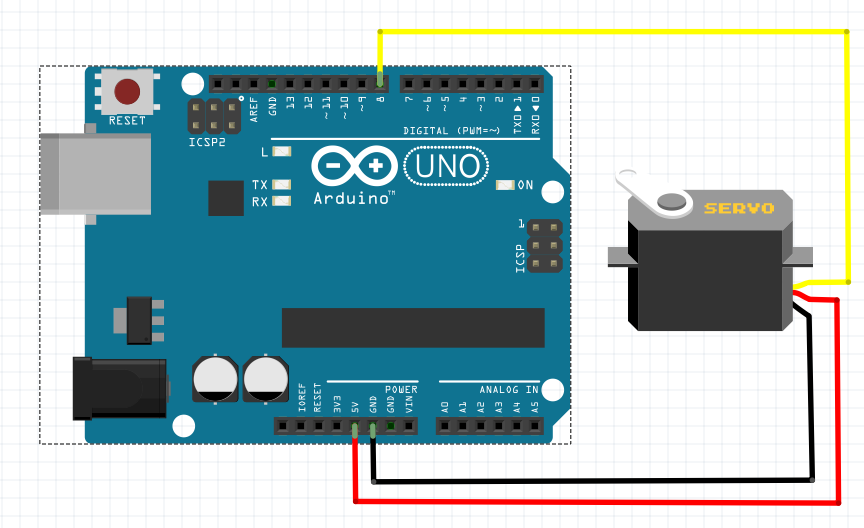 RESET
ICSP2
AREF
GND
13
12
~11
~10
~9
8
7
~6
~5
4
~3
2
TXD ▶ 1
RXD ◀ 0
DIGITAL (PWM=~)
L
TX
RX
Arduino™
UNO
ON
1
ICSP
SERVO
POWER
ANALOG IN
IOREF
RESET
3V3
5V
GND
GND
VIN
A0
A1
A2
A3
A4
A5